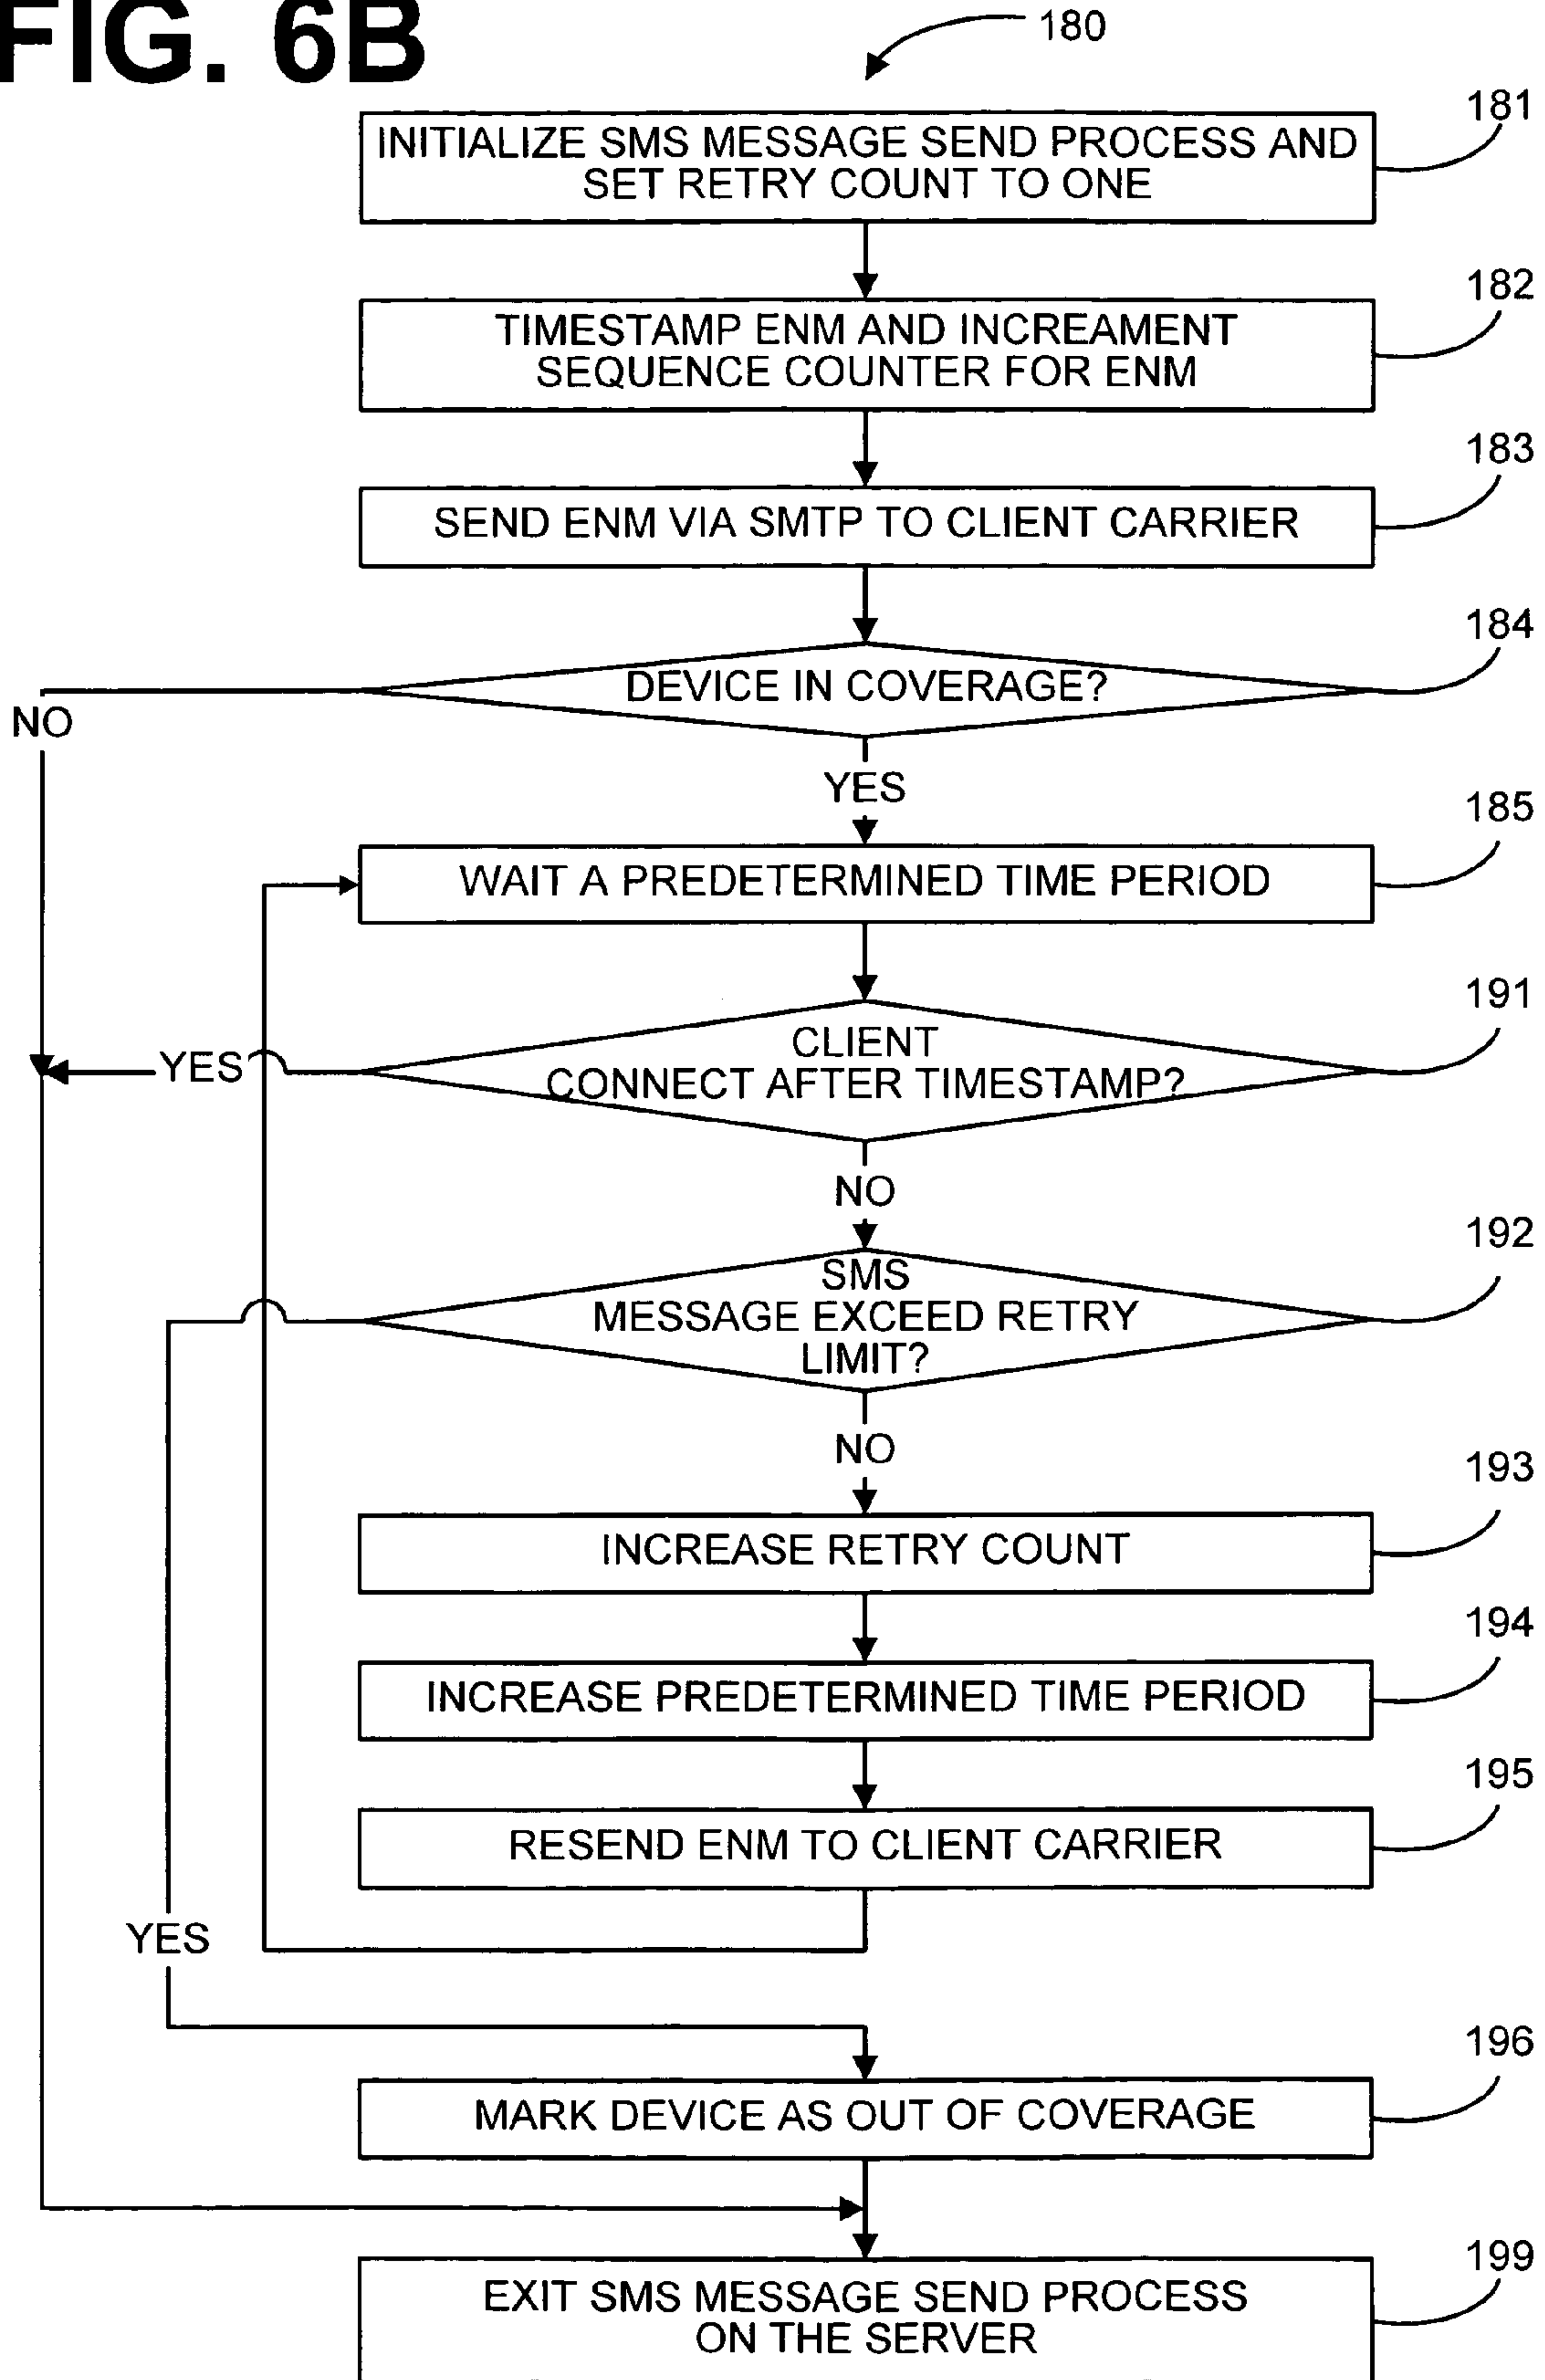 FIG. 6B
180
181
INITIALIZE SMS MESSAGE SEND PROCESS AND
SET RETRY COUNT TO ONE
182
TIMESTAMP ENM AND INCREAMENT
SEQUENCE COUNTER FOR ENM
183
SEND ENM VIA SMTP TO CLIENT CARRIER
184
DEVICE IN COVERAGE?
NO
YES
185
WAIT A PREDETERMINED TIME PERIOD
191
CLIENT
CONNECT AFTER TIMESTAMP?
YES
NO
192
SMS
MESSAGE EXCEED RETRY
LIMIT?
NO
193
INCREASE RETRY COUNT
194
INCREASE PREDETERMINED TIME PERIOD
195
RESEND ENM TO CLIENT CARRIER
YES
196
MARK DEVICE AS OUT OF COVERAGE
199
EXIT SMS MESSAGE SEND PROCESS
ON THE SERVER